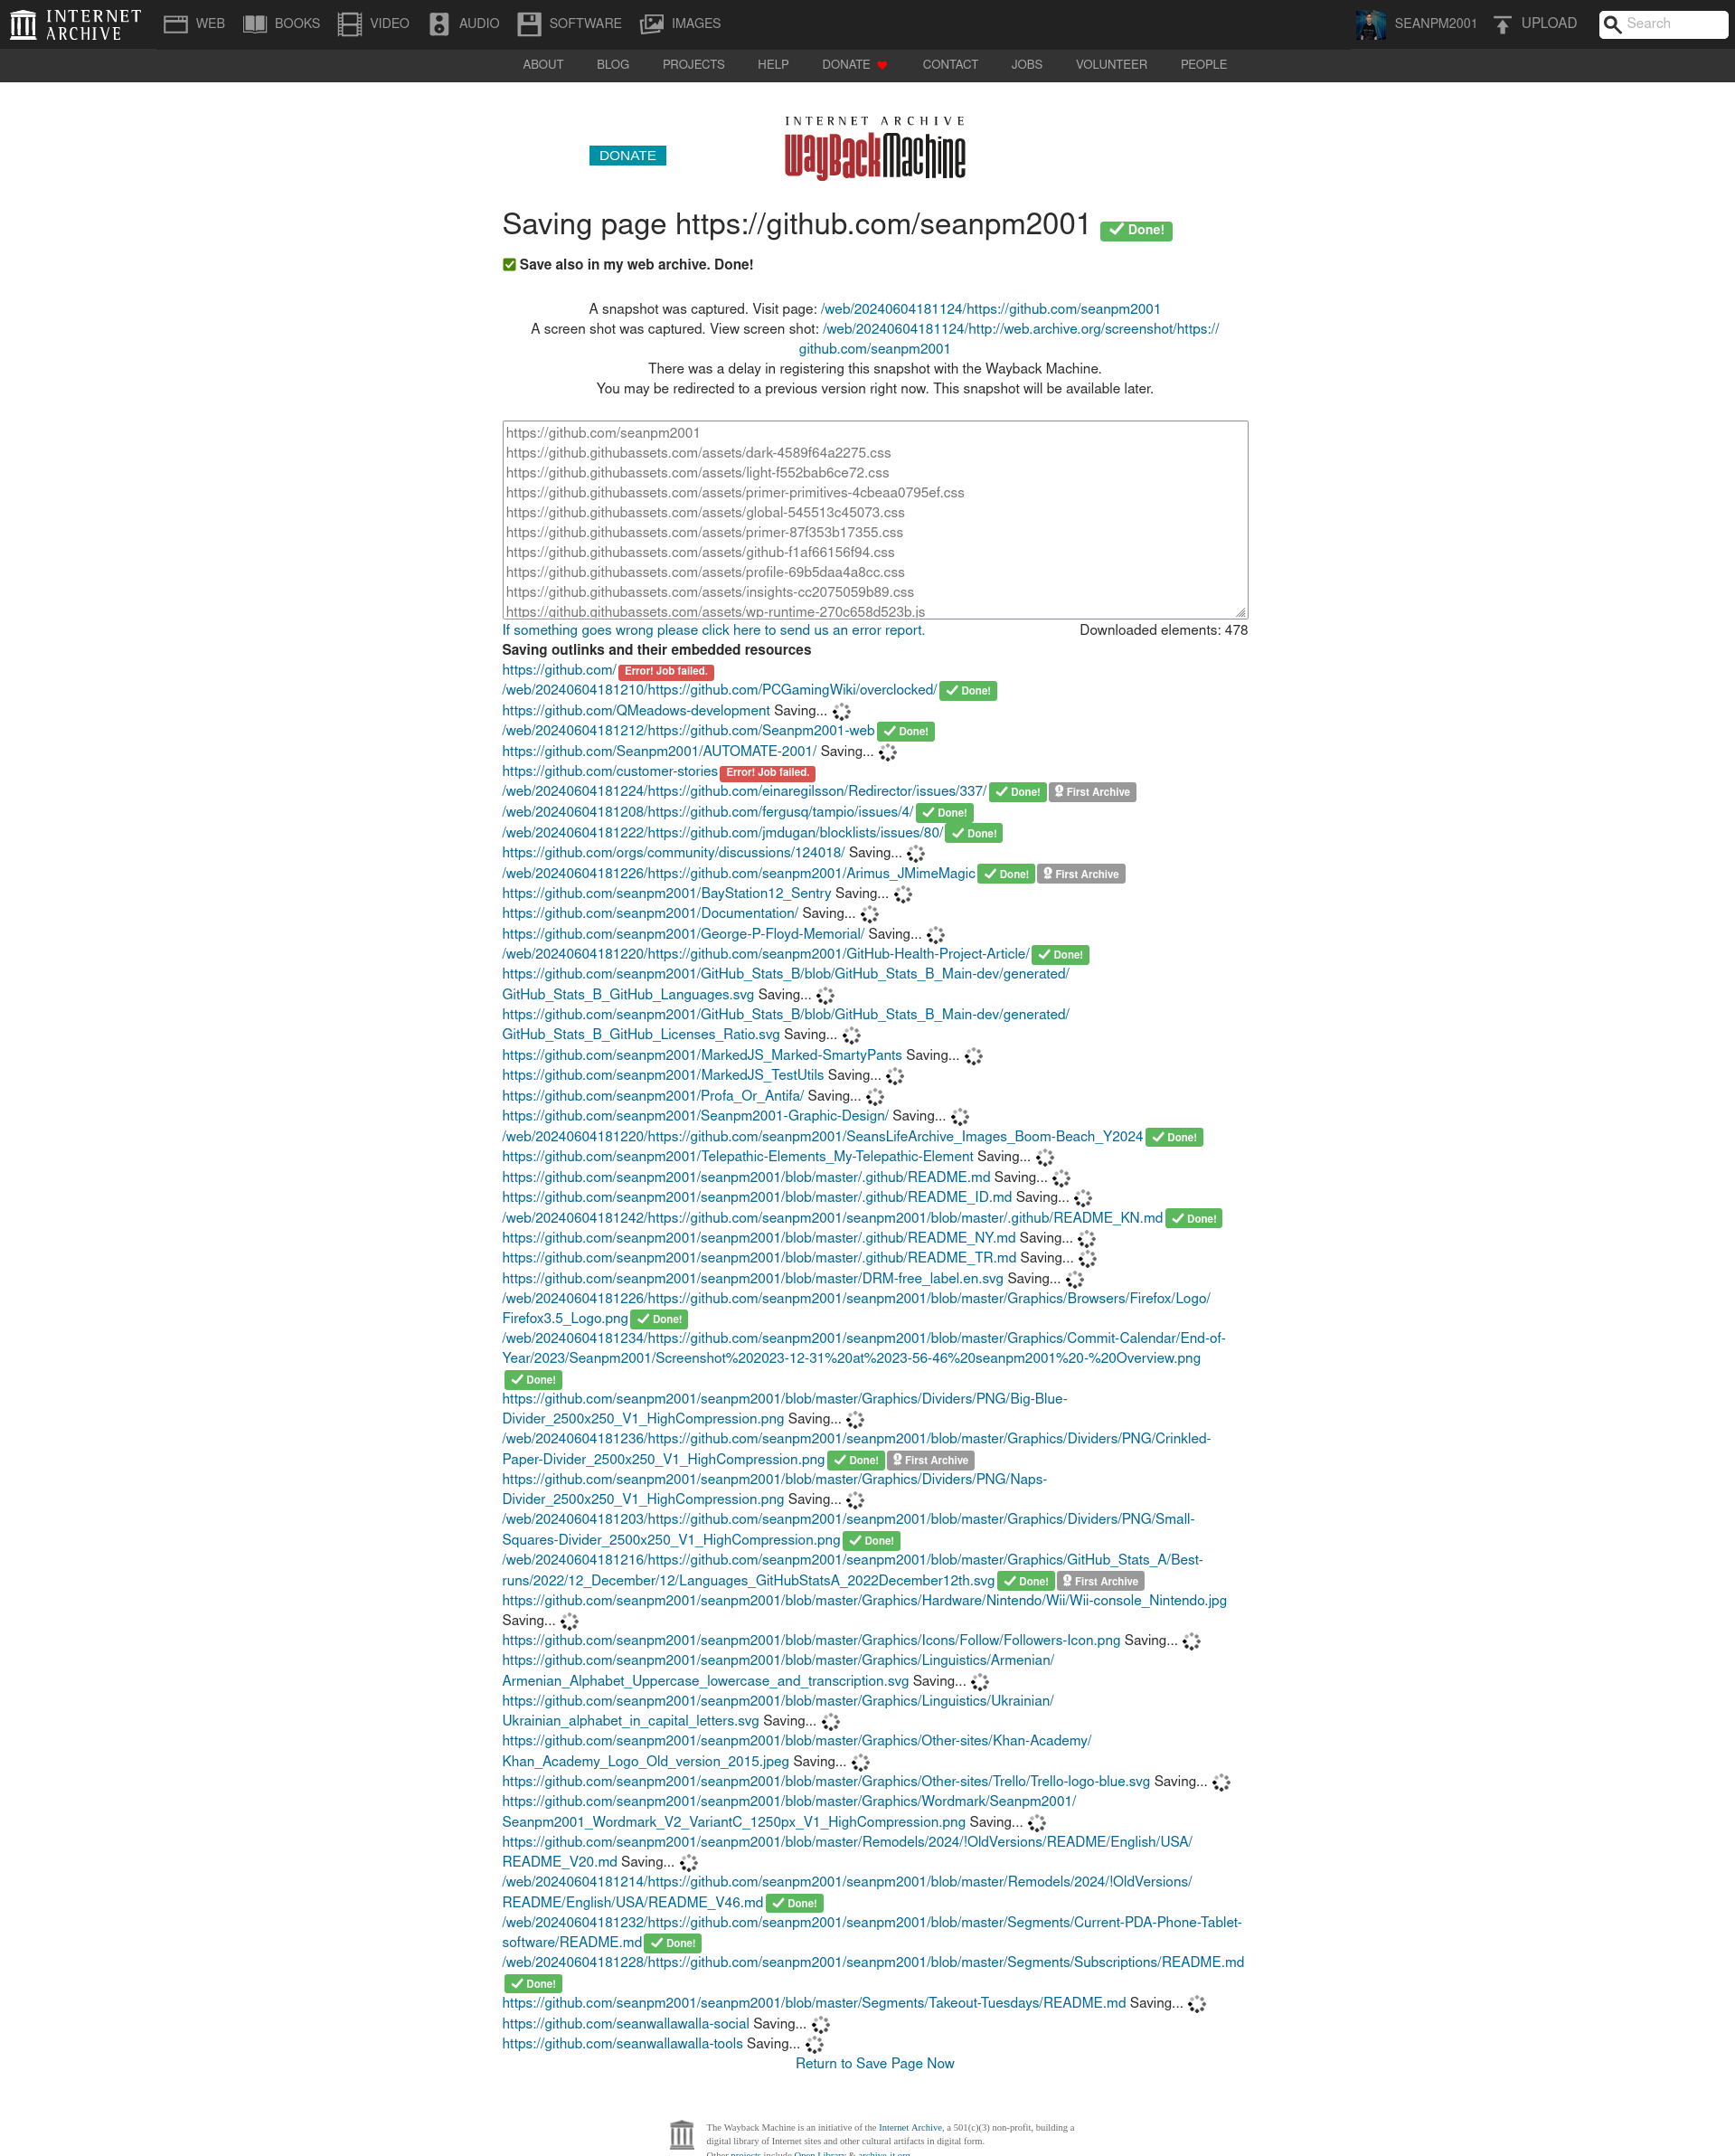 INTERNET ARCHIVE
WEB BOOKS VIDEO AUDIO SOFTWARE IMAGES SEANPM2001 UPLOAD Search
ABOUT BLOG PROJECTS HELP DONATE CONTACT JOBS VOLUNTEER PEOPLE
INTERNET ARCHIVE
DONATE WayBackMachine
Saving page https://github.com/seanpm2001 Done!
Save also in my web archive. Done!
A snapshot was captured. Visit page: /web/20240604181124/https://github.com/seanpm2001
A screen shot was captured. View screen shot: /web/20240604181124/http://web.archive.org/screenshot/https://
github.com/seanpm2001
There was a delay in registering this snapshot with the Wayback Machine.
You may be redirected to a previous version right now. This snapshot will be available later.
https://github.com/seanpm2001
https://github.githubassets.com/assets/dark-4589f64a2275.css
https://github.githubassets.com/assets/light-f552bab6ce72.css
https://github.githubassets.com/assets/primer-primitives-4cbeaa0795ef.css
https://github.githubassets.com/assets/global-545513c45073.css
https://github.githubassets.com/assets/primer-87f353b17355.css
https://github.githubassets.com/assets/github-f1af66156f94.css
https://github.githubassets.com/assets/profile-69b5daa4a8cc.css
https://github.githubassets.com/assets/insights-cc2075059b89.css
https://github.githubassets.com/assets/wp-runtime-270c658d523b.js
If something goes wrong please click here to send us an error report. Downloaded elements: 478
Saving outlinks and their embedded resources
https://github.com/ Error! Job failed.
/web/20240604181210/https://github.com/PCGamingWiki/overclocked/ Done!
https://github.com/QMeadows-development Saving...
/web/20240604181212/https://github.com/Seanpm2001-web Done!
https://github.com/Seanpm2001/AUTOMATE-2001/ Saving...
https://github.com/customer-stories Error! Job failed.
/web/20240604181224/https://github.com/einaregilsson/Redirector/issues/337/ Done! First Archive
/web/20240604181208/https://github.com/fergusq/tampio/issues/4/ Done!
/web/20240604181222/https://github.com/jmdugan/blocklists/issues/80/ Done!
https://github.com/orgs/community/discussions/124018/ Saving...
/web/20240604181226/https://github.com/seanpm2001/Arimus_JMimeMagic Done! First Archive
https://github.com/seanpm2001/BayStation12_Sentry Saving...
https://github.com/seanpm2001/Documentation/ Saving...
https://github.com/seanpm2001/George-P-Floyd-Memorial/ Saving...
/web/20240604181220/https://github.com/seanpm2001/GitHub-Health-Project-Article/ Done!
https://github.com/seanpm2001/GitHub_Stats_B/blob/GitHub_Stats_B_Main-dev/generated/
GitHub_Stats_B_GitHub_Languages.svg Saving...
https://github.com/seanpm2001/GitHub_Stats_B/blob/GitHub_Stats_B_Main-dev/generated/
GitHub_Stats_B_GitHub_Licenses_Ratio.svg Saving...
https://github.com/seanpm2001/MarkedJS_Marked-SmartyPants Saving...
https://github.com/seanpm2001/MarkedJS_TestUtils Saving...
https://github.com/seanpm2001/Profa_Or_Antifa/ Saving...
https://github.com/seanpm2001/Seanpm2001-Graphic-Design/ Saving...
/web/20240604181220/https://github.com/seanpm2001/SeansLifeArchive_Images_Boom-Beach_Y2024 Done!
https://github.com/seanpm2001/Telepathic-Elements_My-Telepathic-Element Saving...
https://github.com/seanpm2001/seanpm2001/blob/master/.github/README.md Saving...
https://github.com/seanpm2001/seanpm2001/blob/master/.github/README_ID.md Saving...
/web/20240604181242/https://github.com/seanpm2001/seanpm2001/blob/master/.github/README_KN.md Done!
https://github.com/seanpm2001/seanpm2001/blob/master/.github/README_NY.md Saving...
https://github.com/seanpm2001/seanpm2001/blob/master/.github/README_TR.md Saving...
https://github.com/seanpm2001/seanpm2001/blob/master/DRM-free_label.en.svg Saving...
/web/20240604181226/https://github.com/seanpm2001/seanpm2001/blob/master/Graphics/Browsers/Firefox/Logo/
Firefox3.5_Logo.png Done!
/web/20240604181234/https://github.com/seanpm2001/seanpm2001/blob/master/Graphics/Commit-Calendar/End-of-
Year/2023/Seanpm2001/Screenshot%202023-12-31%20at%2023-56-46%20seanpm2001%20-%20Overview.png
Done!
https://github.com/seanpm2001/seanpm2001/blob/master/Graphics/Dividers/PNG/Big-Blue-
Divider_2500x250_V1_HighCompression.png Saving...
/web/20240604181236/https://github.com/seanpm2001/seanpm2001/blob/master/Graphics/Dividers/PNG/Crinkled-
Paper-Divider_2500x250_V1_HighCompression.png Done! First Archive
https://github.com/seanpm2001/seanpm2001/blob/master/Graphics/Dividers/PNG/Naps-
Divider_2500x250_V1_HighCompression.png Saving...
/web/20240604181203/https://github.com/seanpm2001/seanpm2001/blob/master/Graphics/Dividers/PNG/Small-
Squares-Divider_2500x250_V1_HighCompression.png Done!
/web/20240604181216/https://github.com/seanpm2001/seanpm2001/blob/master/Graphics/GitHub_Stats_A/Best-
runs/2022/12_December/12/Languages_GitHubStatsA_2022December12th.svg Done! First Archive
https://github.com/seanpm2001/seanpm2001/blob/master/Graphics/Hardware/Nintendo/Wii/Wii-console_Nintendo.jpg
Saving...
https://github.com/seanpm2001/seanpm2001/blob/master/Graphics/Icons/Follow/Followers-Icon.png Saving...
https://github.com/seanpm2001/seanpm2001/blob/master/Graphics/Linguistics/Armenian/
Armenian_Alphabet_Uppercase_lowercase_and_transcription.svg Saving...
https://github.com/seanpm2001/seanpm2001/blob/master/Graphics/Linguistics/Ukrainian/
Ukrainian_alphabet_in_capital_letters.svg Saving...
https://github.com/seanpm2001/seanpm2001/blob/master/Graphics/Other-sites/Khan-Academy/
Khan_Academy_Logo_Old_version_2015.jpeg Saving...
https://github.com/seanpm2001/seanpm2001/blob/master/Graphics/Other-sites/Trello/Trello-logo-blue.svg Saving...
https://github.com/seanpm2001/seanpm2001/blob/master/Graphics/Wordmark/Seanpm2001/
Seanpm2001_Wordmark_V2_VariantC_1250px_V1_HighCompression.png Saving...
https://github.com/seanpm2001/seanpm2001/blob/master/Remodels/2024/!OldVersions/README/English/USA/
README_V20.md Saving...
/web/20240604181214/https://github.com/seanpm2001/seanpm2001/blob/master/Remodels/2024/!OldVersions/
README/English/USA/README_V46.md Done!
/web/20240604181232/https://github.com/seanpm2001/seanpm2001/blob/master/Segments/Current-PDA-Phone-Tablet-
software/README.md Done!
/web/20240604181228/https://github.com/seanpm2001/seanpm2001/blob/master/Segments/Subscriptions/README.md
Done!
https://github.com/seanpm2001/seanpm2001/blob/master/Segments/Takeout-Tuesdays/README.md Saving...
https://github.com/seanwallawalla-social Saving...
https://github.com/seanwallawalla-tools Saving...
Return to Save Page Now
The Wayback Machine is an initiative of the Internet Archive, a 501(c)(3) non-profit, building a
digital library of Internet sites and other cultural artifacts in digital form.
Other projects include Open Library & archive-it.org.